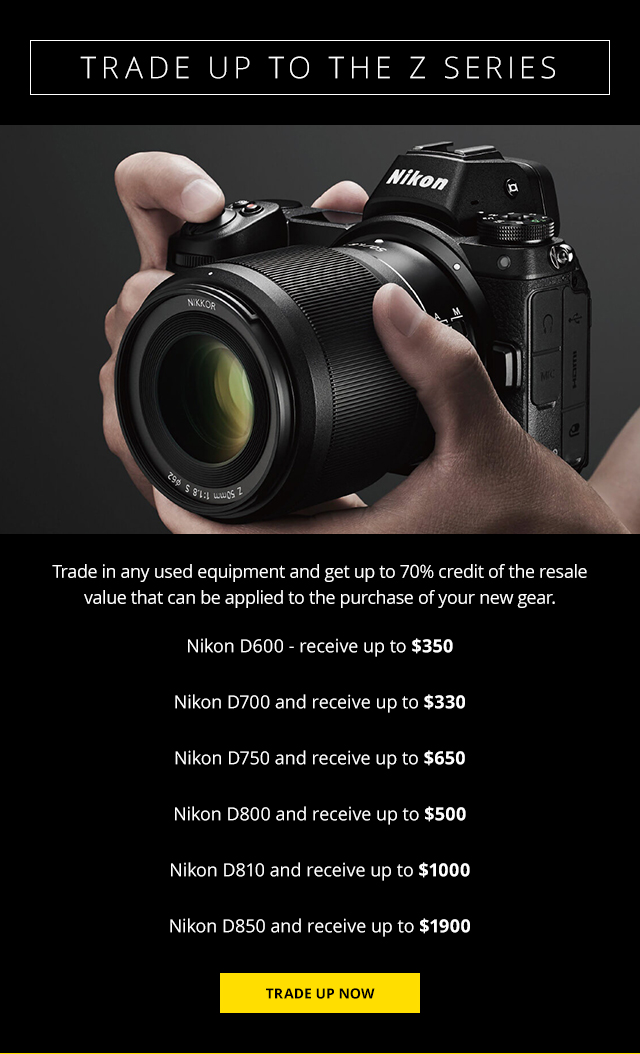 TRADE UP TO THE Z SERIES
Nikon
NIKKOR
A M
HDMI
MIC
Z 50mm 1:1.8 S ⌀62
Trade in any used equipment and get up to 70% credit of the resale
value that can be applied to the purchase of your new gear.
Nikon D600 - receive up to $350
Nikon D700 and receive up to $330
Nikon D750 and receive up to $650
Nikon D800 and receive up to $500
Nikon D810 and receive up to $1000
Nikon D850 and receive up to $1900
TRADE UP NOW